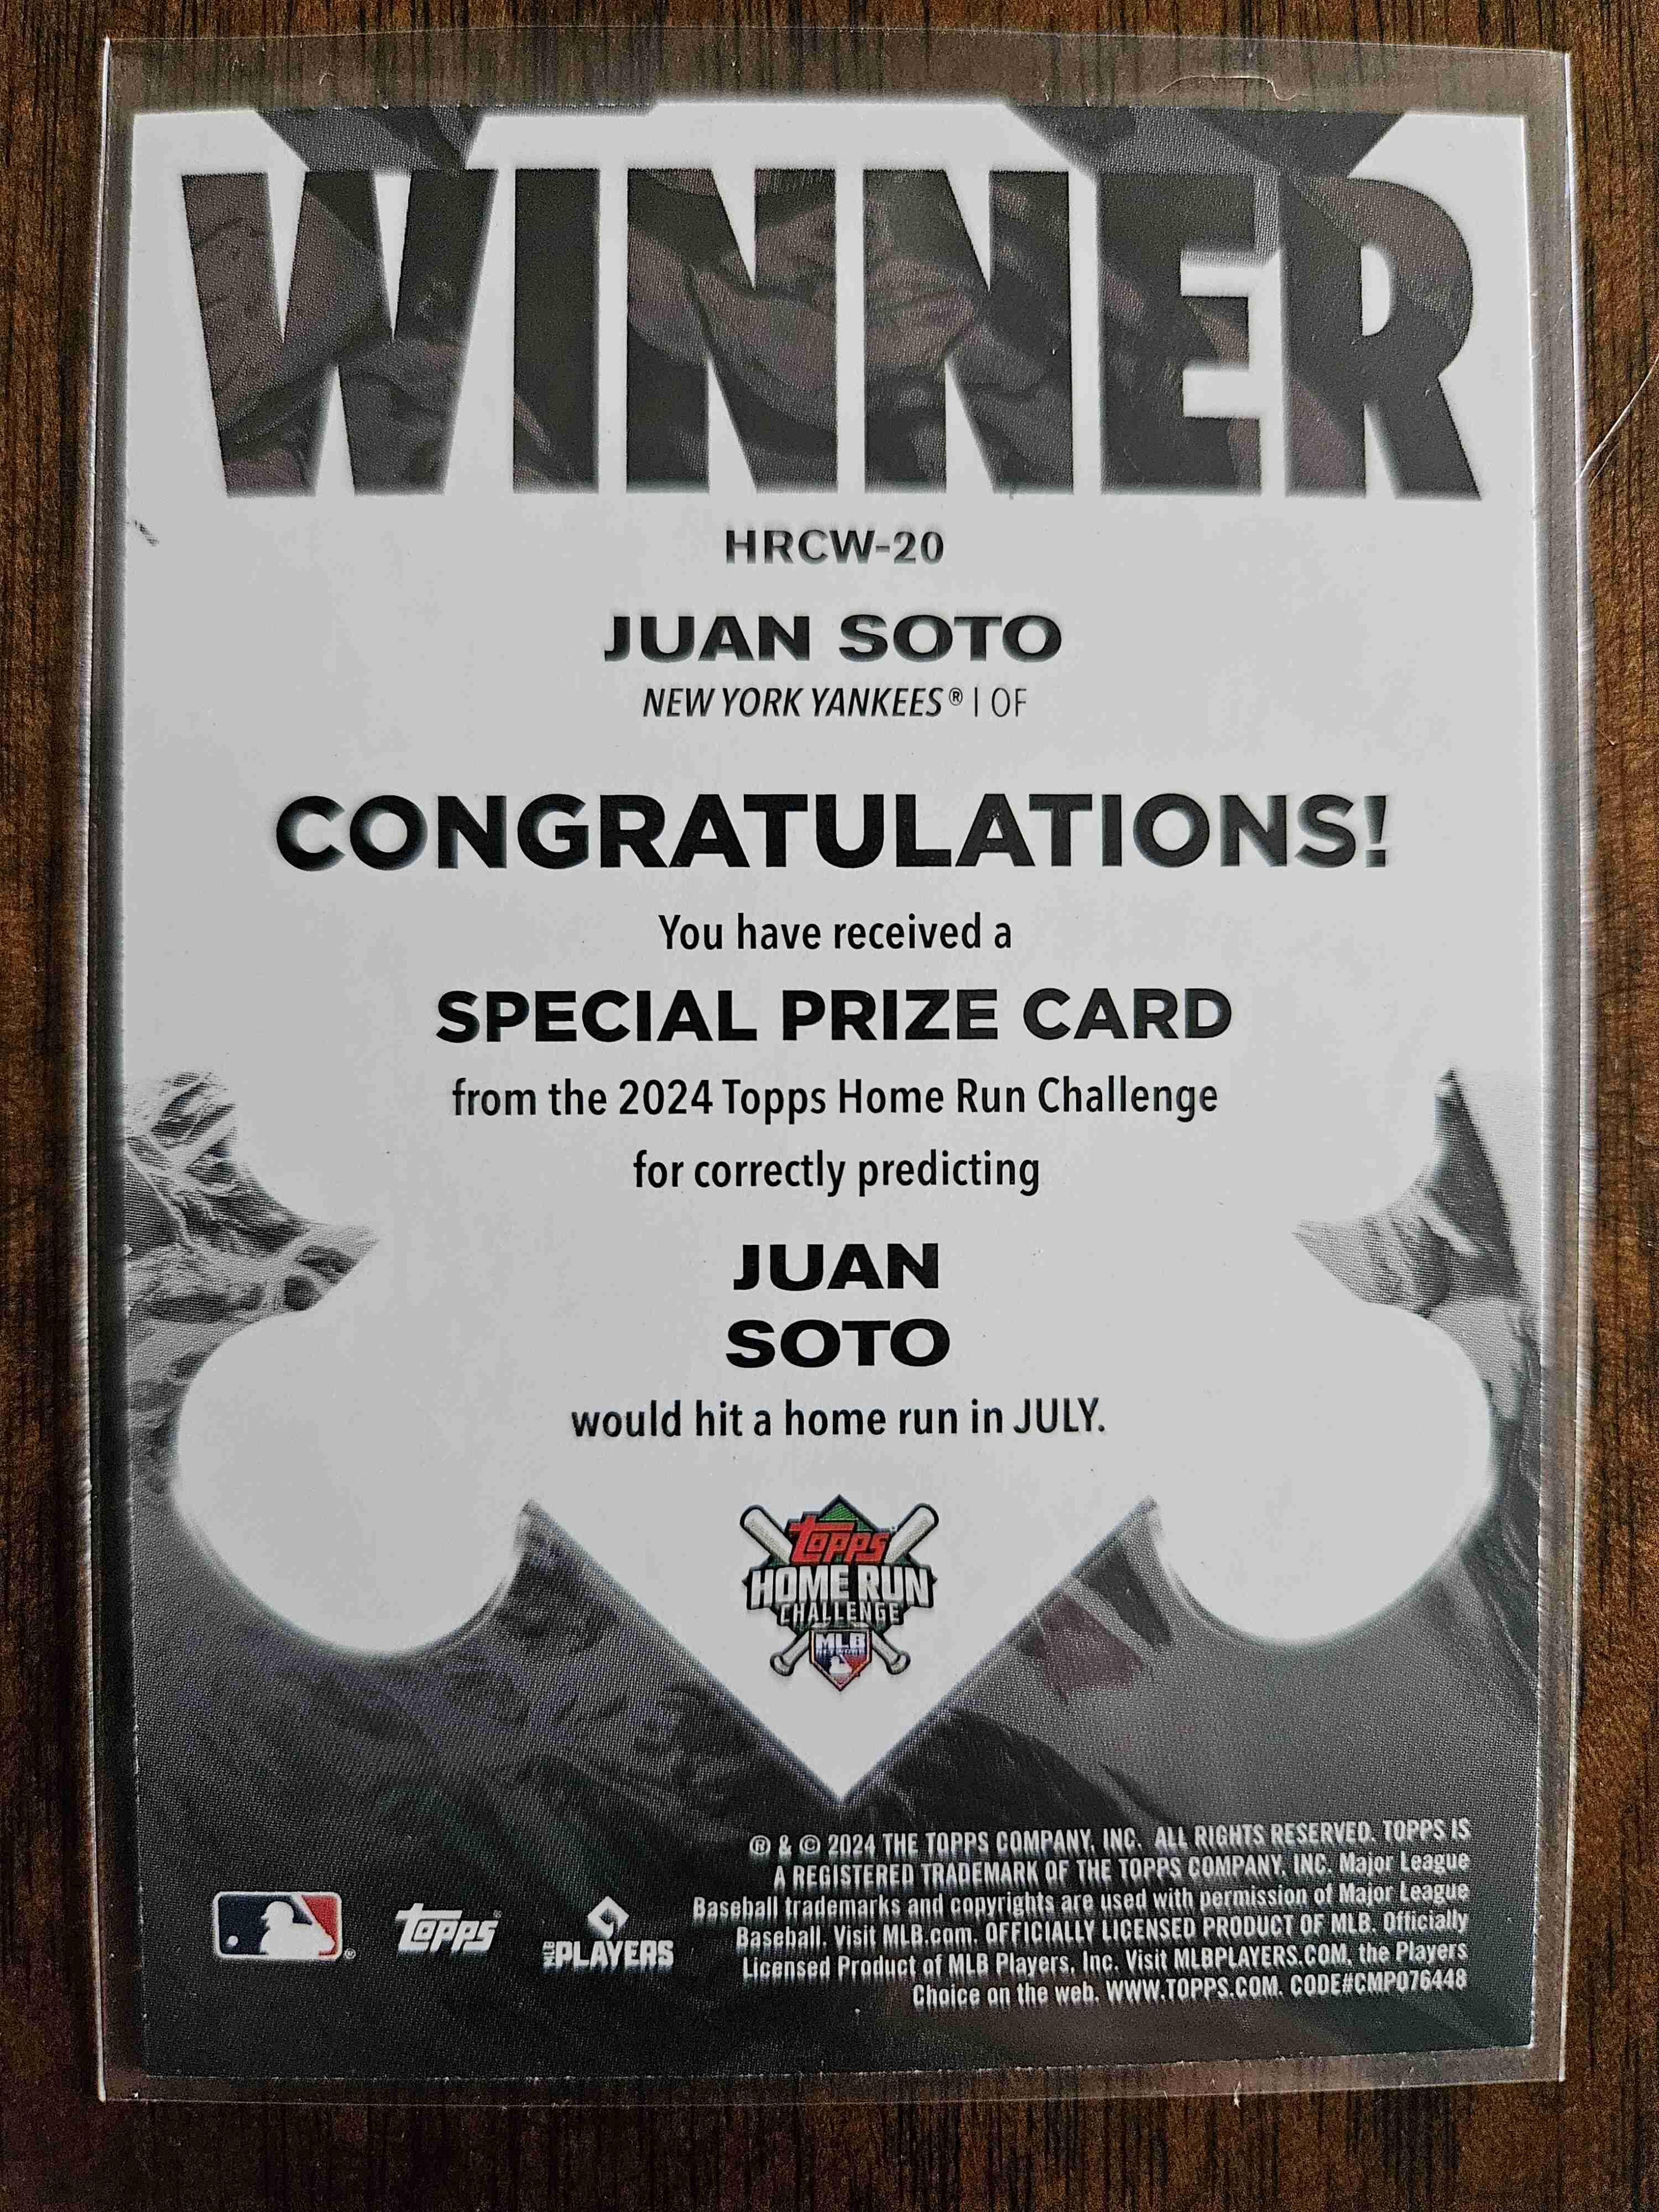 WINNER
HRCW-20
JUAN SOTO
NEW YORK YANKEES® | OF
CONGRATULATIONS!
You have received a
SPECIAL PRIZE CARD
from the 2024 Topps Home Run Challenge
for correctly predicting
JUAN
SOTO
would hit a home run in JULY.
topps
HOME RUN
CHALLENGE
MLB
® & © 2024 THE TOPPS COMPANY, INC. ALL RIGHTS RESERVED. TOPPS IS
A REGISTERED TRADEMARK OF THE TOPPS COMPANY, INC. Major League
Baseball trademarks and copyrights are used with permission of Major League
Baseball. Visit MLB.com. OFFICIALLY LICENSED PRODUCT OF MLB. Officially
Licensed Product of MLB Players, Inc. Visit MLBPLAYERS.COM, the Players
Choice on the web. WWW.TOPPS.COM. CODE#CMP076448
®
topps®
MLB PLAYERS